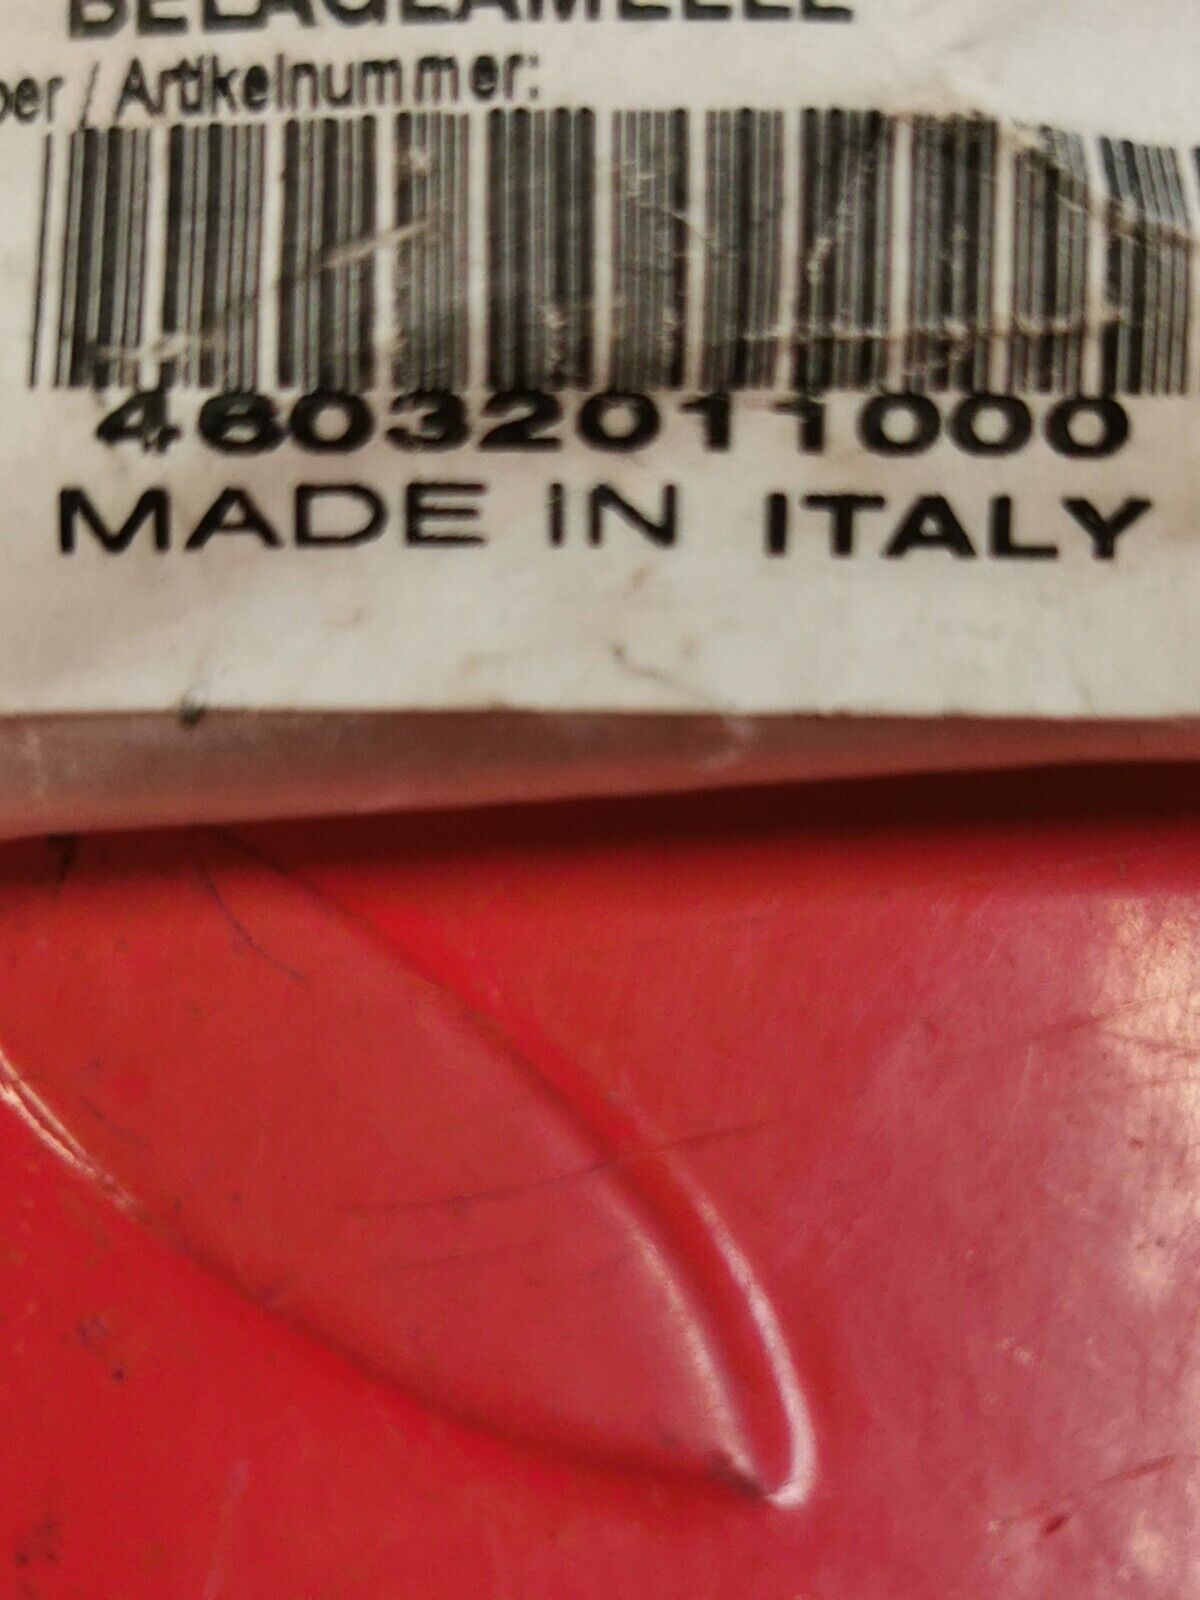 BELAGLAMELLE
/ Artikelnummer:
46032011000
MADE IN ITALY